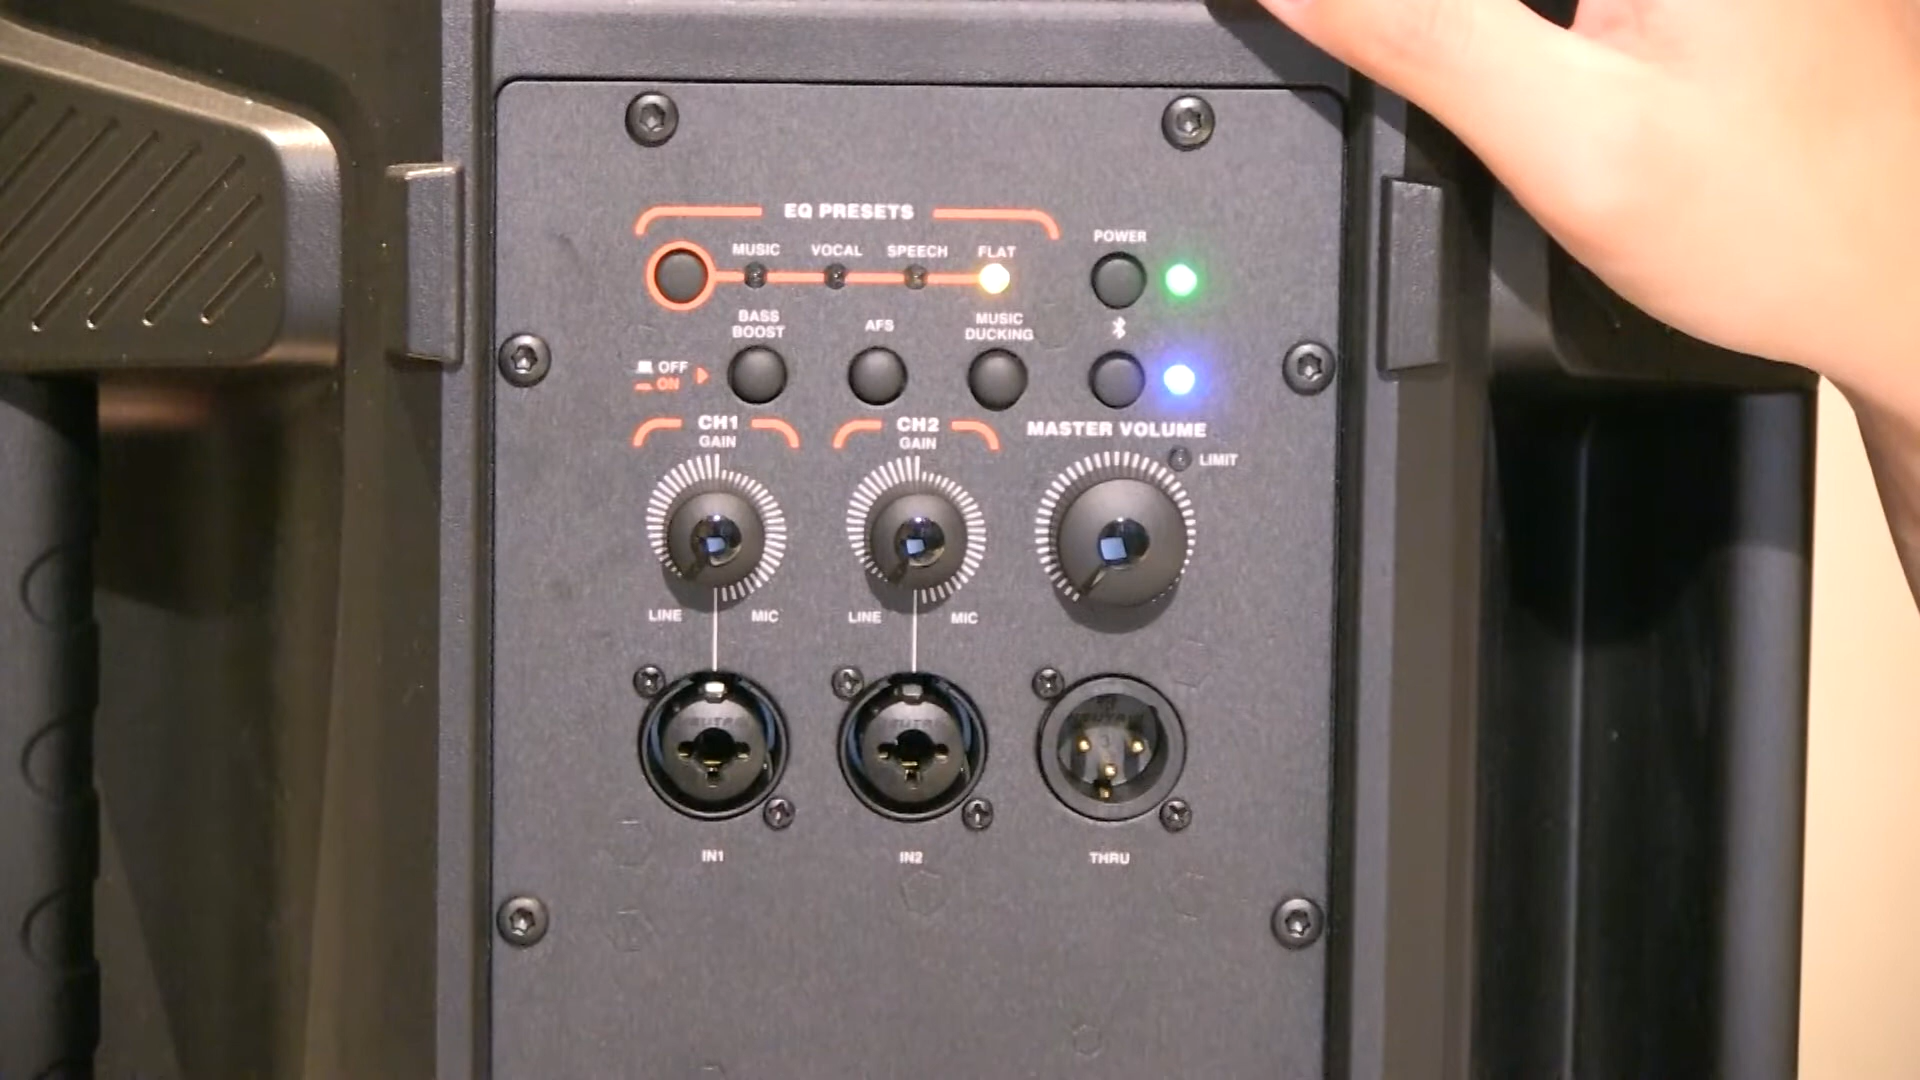 EQ PRESETS
MUSIC VOCAL SPEECH FLAT
POWER
BASS
BOOST
AFS
MUSIC
DUCKING
OFF
ON
CH1
GAIN
CH2
GAIN
MASTER VOLUME
LIMIT
LINE MIC
LINE MIC
IN1
IN2
THRU